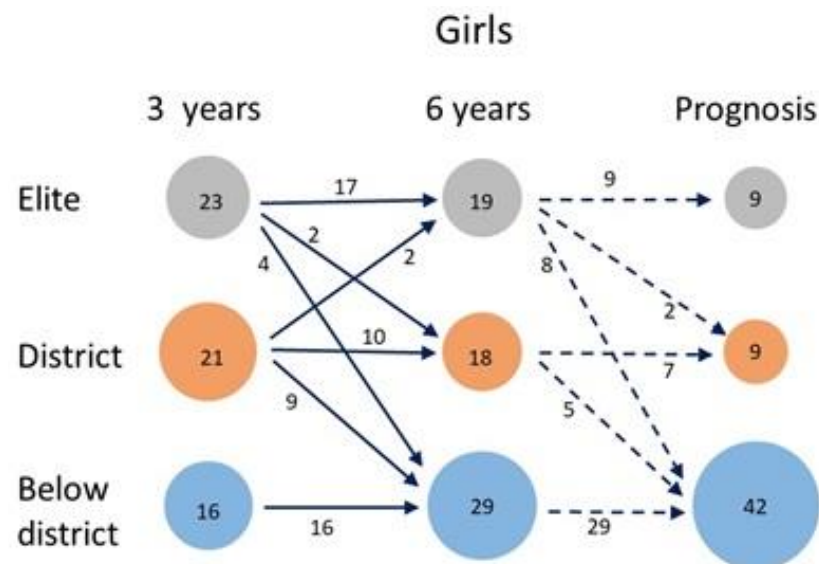 Girls
3 years 6 years Prognosis
Elite 23 17 19 9 9
2
4 2 8
2
District 21 10 18 7 9
9 5
Below
district 16 16 29 29 42